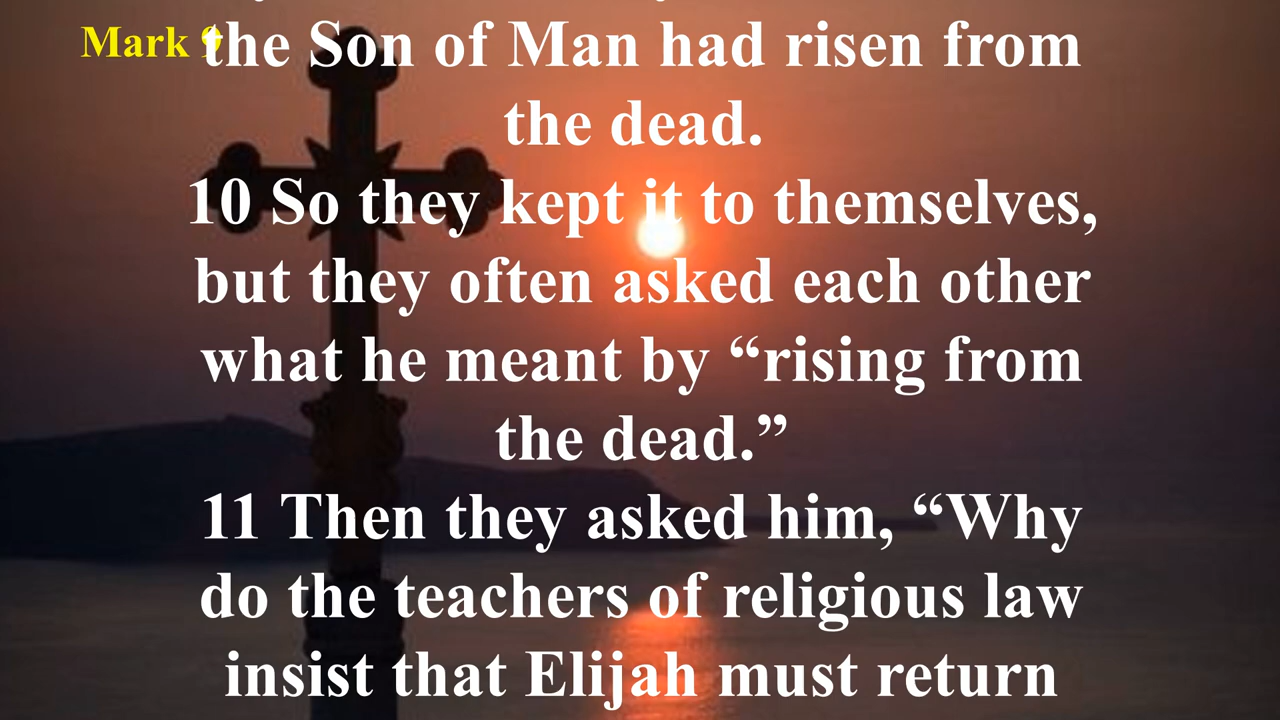 Mark 9
the Son of Man had risen from
the dead.
10 So they kept it to themselves,
but they often asked each other
what he meant by “rising from
the dead.”
11 Then they asked him, “Why
do the teachers of religious law
insist that Elijah must return